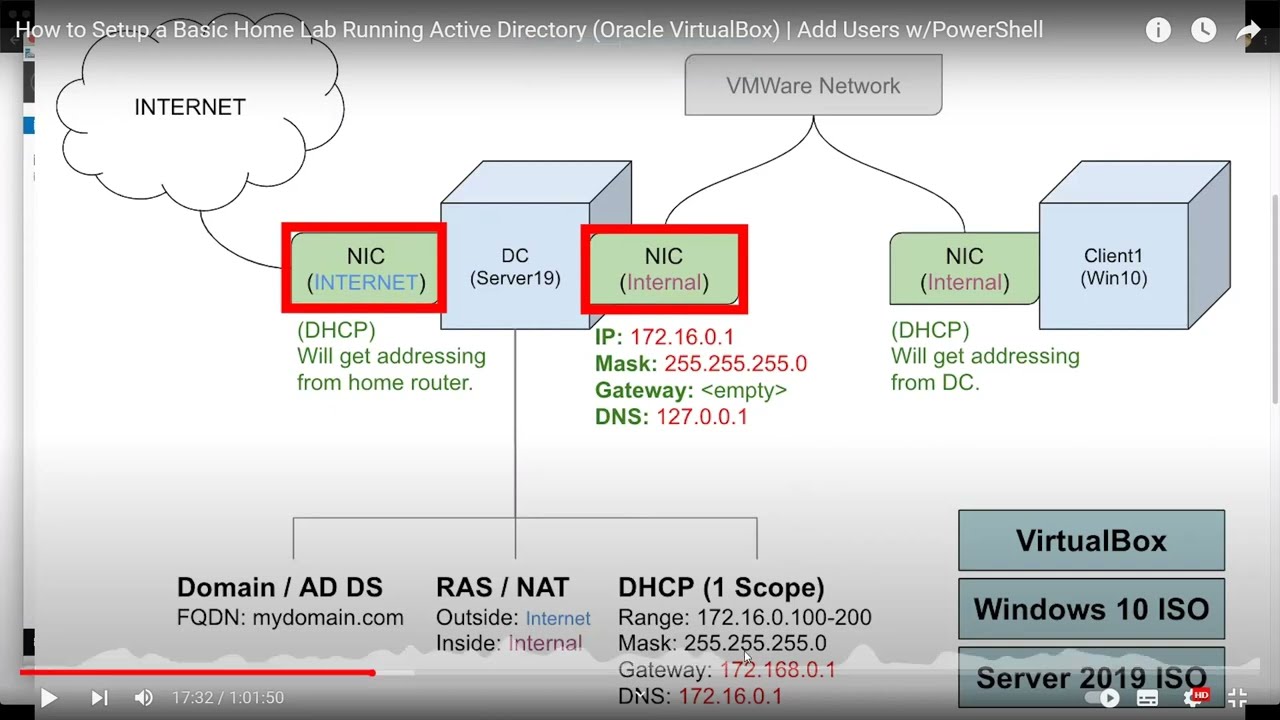 How to Setup a Basic Home Lab Running Active Directory (Oracle VirtualBox) | Add Users w/PowerShell
INTERNET
VMWare Network
NIC
(INTERNET)
DC
(Server19)
NIC
(Internal)
NIC
(Internal)
Client1
(Win10)
(DHCP)
Will get addressing
from home router.
IP: 172.16.0.1
Mask: 255.255.255.0
Gateway: <empty>
DNS: 127.0.0.1
(DHCP)
Will get addressing
from DC.
Domain / AD DS
FQDN: mydomain.com
RAS / NAT
Outside: Internet
Inside: Internal
DHCP (1 Scope)
Range: 172.16.0.100-200
Mask: 255.255.255.0
Gateway: 172.168.0.1
DNS: 172.16.0.1
VirtualBox
Windows 10 ISO
Server 2019 ISO
17:32 / 1:01:50
HD